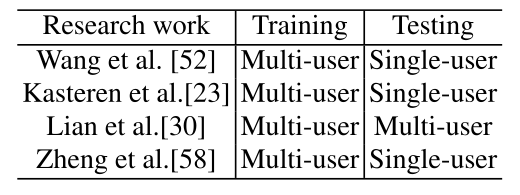 Research work Training Testing
Wang et al. [52] Multi-user Single-user
Kasteren et al.[23] Multi-user Single-user
Lian et al.[30] Multi-user Multi-user
Zheng et al.[58] Multi-user Single-user